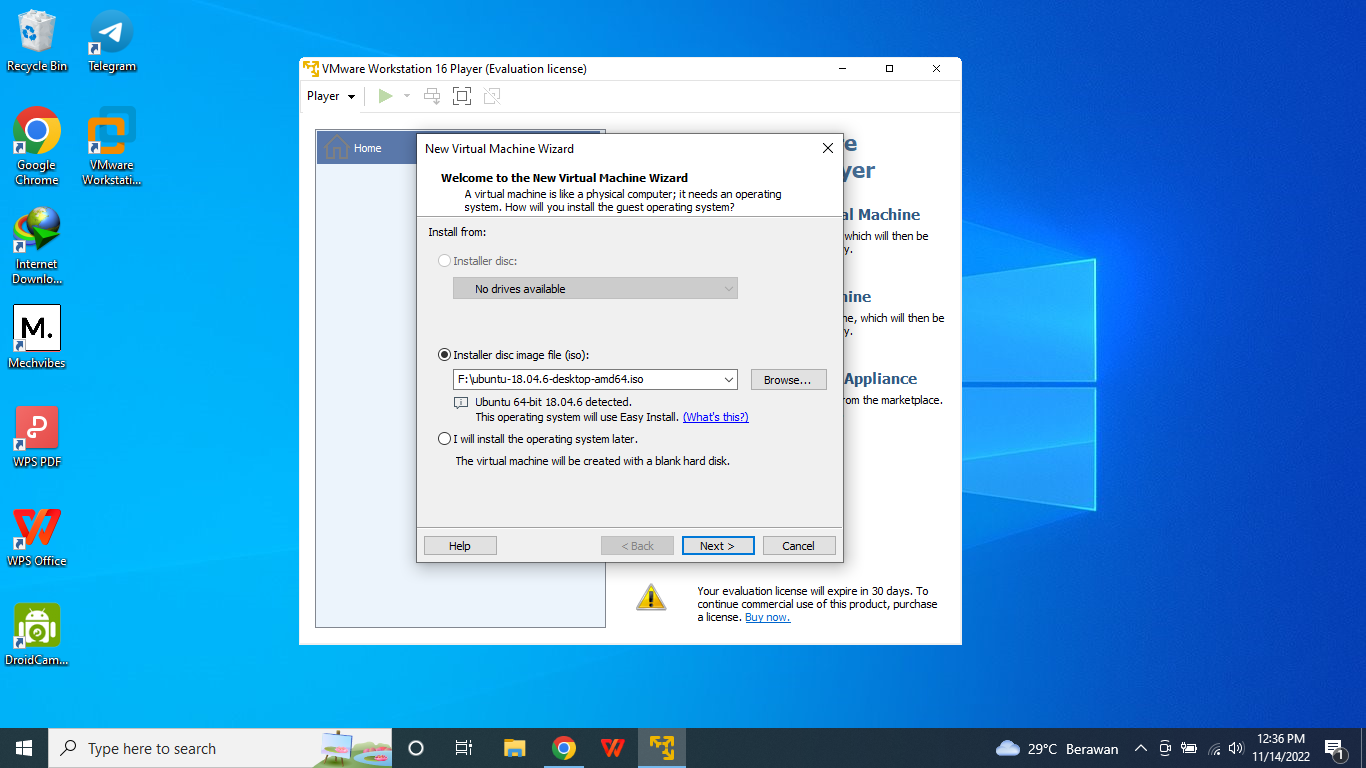 Recycle Bin
Telegram
Google
Chrome
VMware
Workstati...
Internet
Downlo...
M.
Mechvibes
WPS PDF
WPS Office
DroidCam...
VMware Workstation 16 Player (Evaluation license)
Player
Home
e
yer
al Machine
which will then be
y.
hine
ne, which will then be
y.
Appliance
rom the marketplace.
New Virtual Machine Wizard
Welcome to the New Virtual Machine Wizard
A virtual machine is like a physical computer; it needs an operating
system. How will you install the guest operating system?
Install from:
Installer disc:
No drives available
Installer disc image file (iso):
F:\ubuntu-18.04.6-desktop-amd64.iso
Browse...
Ubuntu 64-bit 18.04.6 detected.
This operating system will use Easy Install. (What's this?)
I will install the operating system later.
The virtual machine will be created with a blank hard disk.
Help
< Back
Next >
Cancel
Your evaluation license will expire in 30 days. To
continue commercial use of this product, purchase
a license. Buy now.
Type here to search
29°C Berawan
12:36 PM
11/14/2022
1